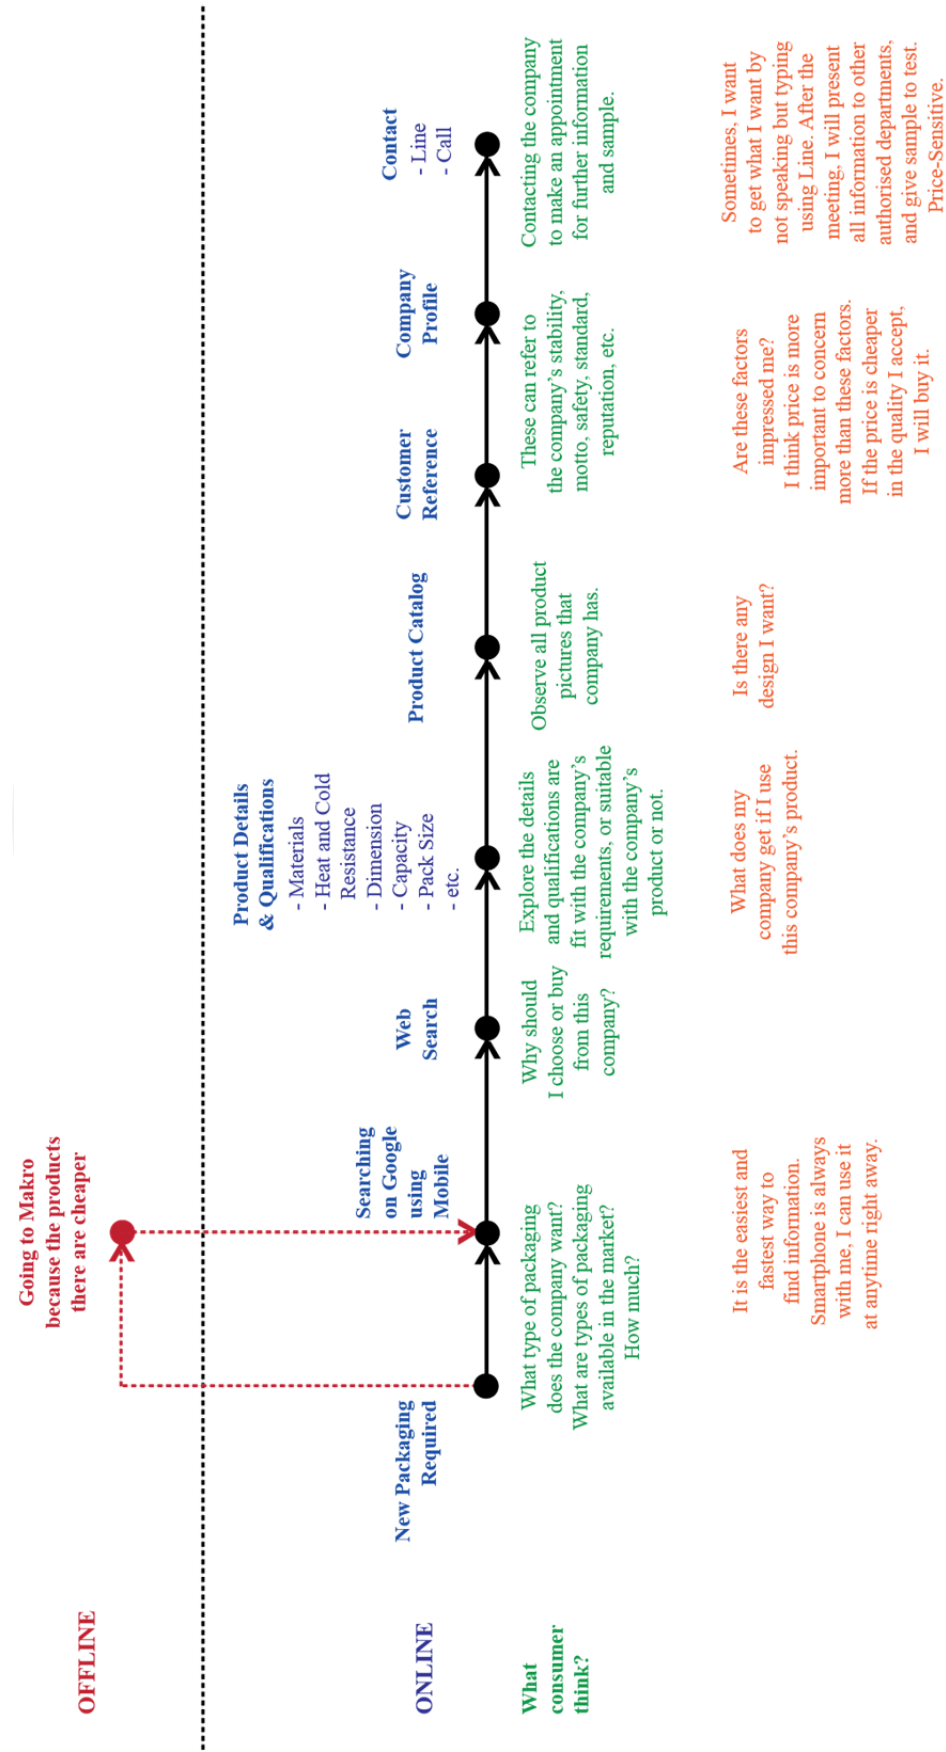 OFFLINE
Going to Makro
because the products
there are cheaper
ONLINE
New Packaging
Required
Searching
on Google
using
Mobile
Web
Search
Product Details
& Qualifications
- Materials
- Heat and Cold
Resistance
- Dimension
- Capacity
- Pack Size
- etc.
Product Catalog
Customer
Reference
Company
Profile
Contact
- Line
- Call
What
consumer
think?
What type of packaging
does the company want?
What are types of packaging
available in the market?
How much?
Why should
I choose or buy
from this
company?
Explore the details
and qualifications are
fit with the company's
requirements, or suitable
with the company's
product or not.
Observe all product
pictures that
company has.
These can refer to
the company's stability,
motto, safety, standard,
reputation, etc.
Contacting the company
to make an appointment
for further information
and sample.
It is the easiest and
fastest way to
find information.
Smartphone is always
with me, I can use it
at anytime right away.
What does my
company get if I use
this company's product.
Is there any
design I want?
Are these factors
impressed me?
I think price is more
important to concern
more than these factors.
If the price is cheaper
in the quality I accept,
I will buy it.
Sometimes, I want
to get what I want by
not speaking but typing
using Line. After the
meeting, I will present
all information to other
authorised departments,
and give sample to test.
Price-Sensitive.